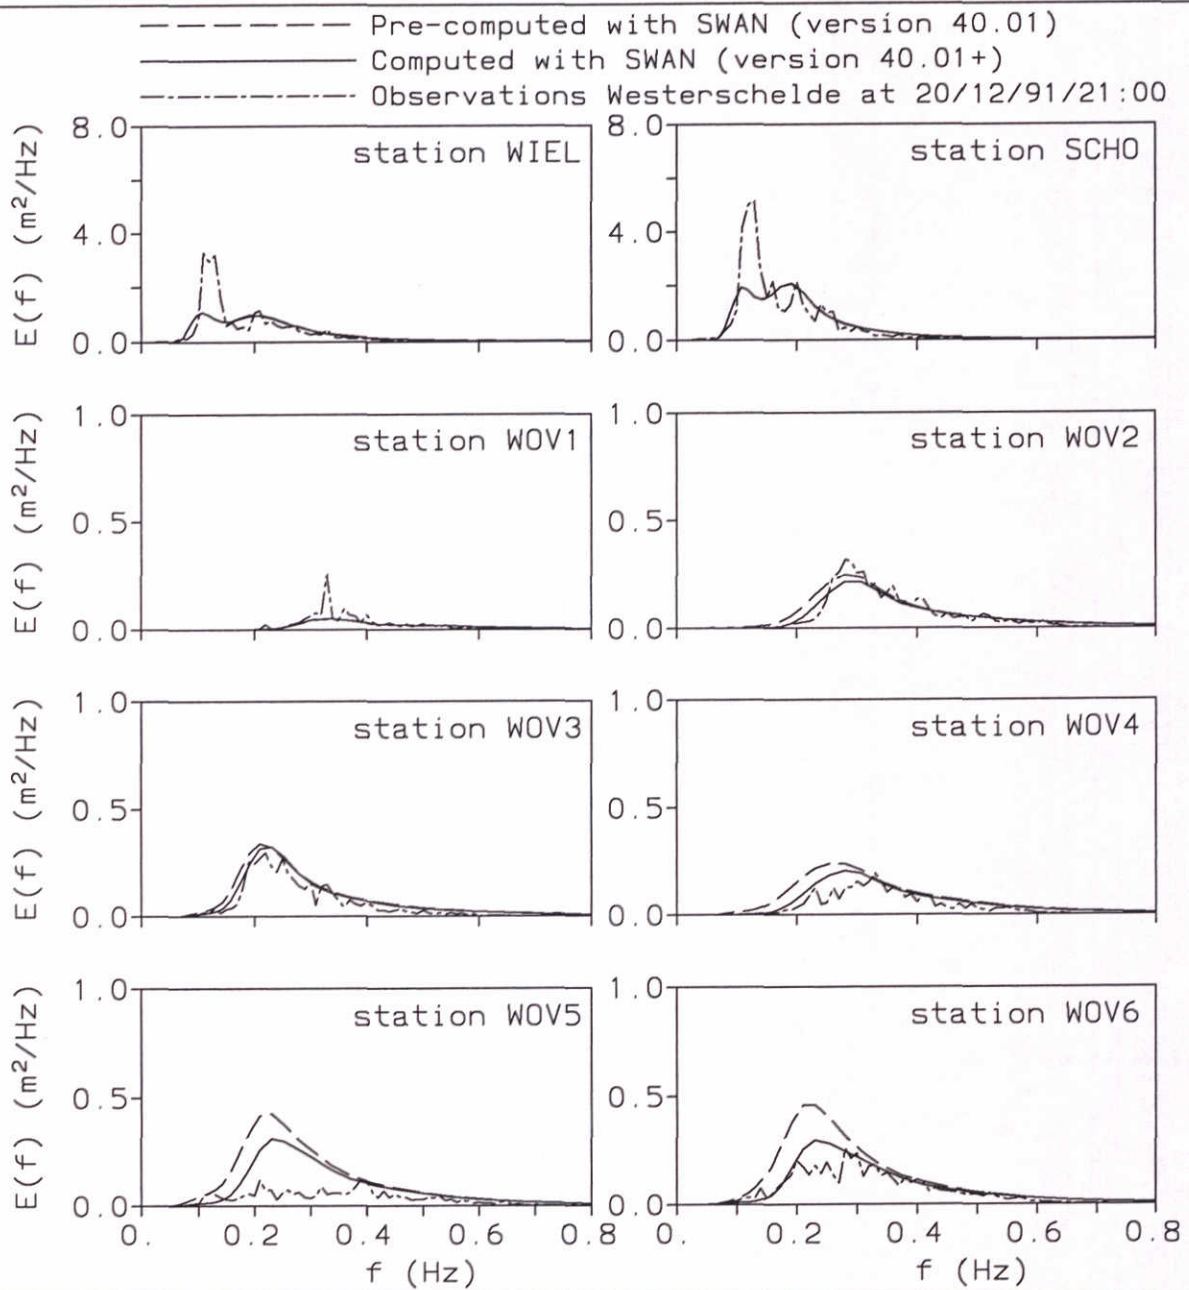 Pre-computed with SWAN (version 40.01)
Computed with SWAN (version 40.01+)
Observations Westerschelde at 20/12/91/21:00
8.0
4.0
0.0
E(f) (m²/Hz)
station WIEL
8.0
4.0
0.0
station SCHO
1.0
0.5
0.0
E(f) (m²/Hz)
station WOV1
1.0
0.5
0.0
station WOV2
1.0
0.5
0.0
E(f) (m²/Hz)
station WOV3
1.0
0.5
0.0
station WOV4
1.0
0.5
0.0
E(f) (m²/Hz)
station WOV5
0. 0.2 0.4 0.6 0.8
f (Hz)
1.0
0.5
0.0
station WOV6
0. 0.2 0.4 0.6 0.8
f (Hz)